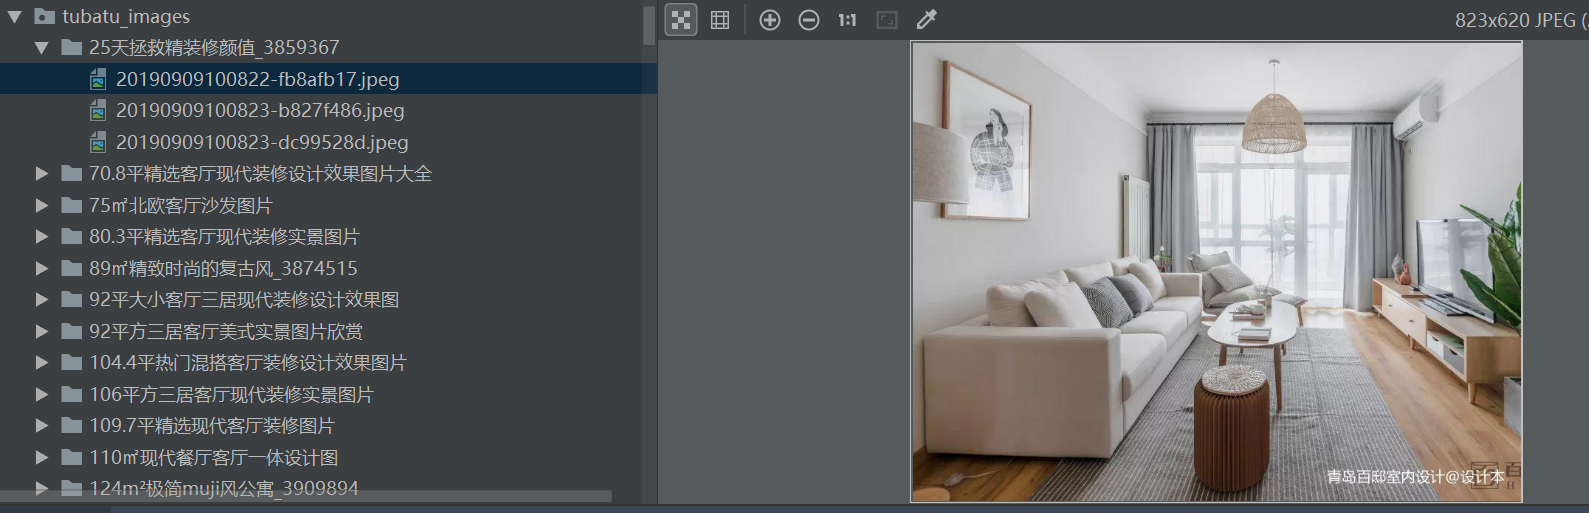 tubatu_images
25天拯救精装修颜值_3859367
20190909100822-fb8afb17.jpeg
20190909100823-b827f486.jpeg
20190909100823-dc99528d.jpeg
70.8平精选客厅现代装修设计效果图片大全
75㎡北欧客厅沙发图片
80.3平精选客厅现代装修实景图片
89㎡精致时尚的复古风_3874515
92平大小客厅三居现代装修设计效果图
92平方三居客厅美式实景图片欣赏
104.4平热门混搭客厅装修设计效果图片
106平方三居客厅现代装修实景图片
109.7平精选现代客厅装修图片
110㎡现代餐厅客厅一体设计图
124m²极简muji风公寓_3909894
1:1
823x620 JPEG (
青岛百邸室内设计@设计本